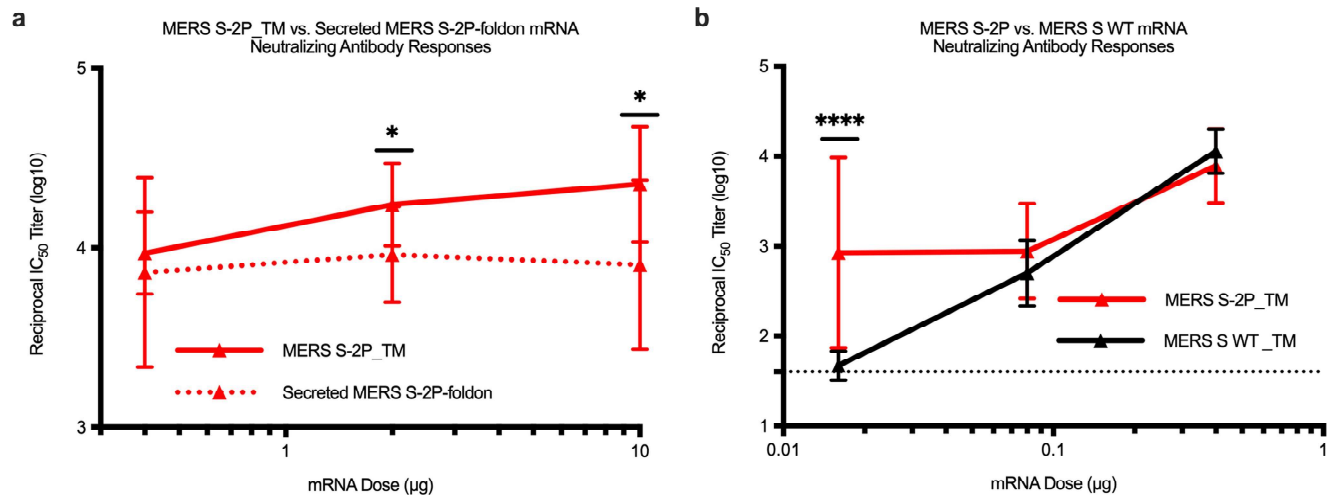 a
MERS S-2P_TM vs. Secreted MERS S-2P-foldon mRNA
Neutralizing Antibody Responses
5
4
3
Reciprocal IC50 Titer (log10)
*
*
MERS S-2P_TM
Secreted MERS S-2P-foldon
1
10
mRNA Dose (µg)
b
MERS S-2P vs. MERS S WT mRNA
Neutralizing Antibody Responses
5
4
3
2
1
Reciprocal IC50 Titer (log10)
****
MERS S-2P_TM
MERS S WT _TM
0.01
0.1
1
mRNA Dose (µg)